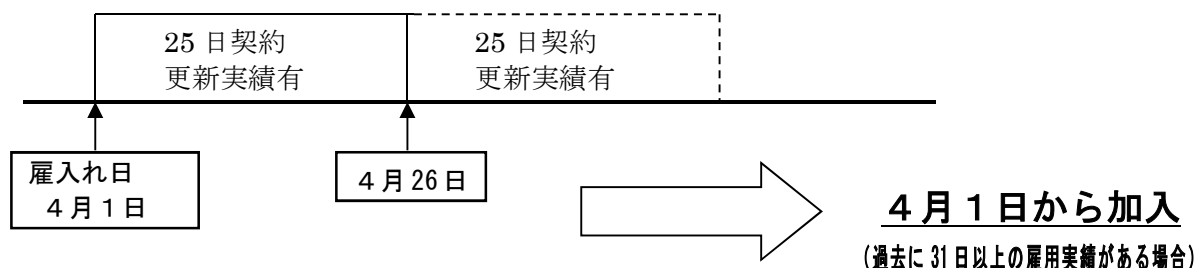 25日契約
更新実績有
25日契約
更新実績有
雇入れ日
４月１日
４月26日
４月１日から加入
(過去に31日以上の雇用実績がある場合)